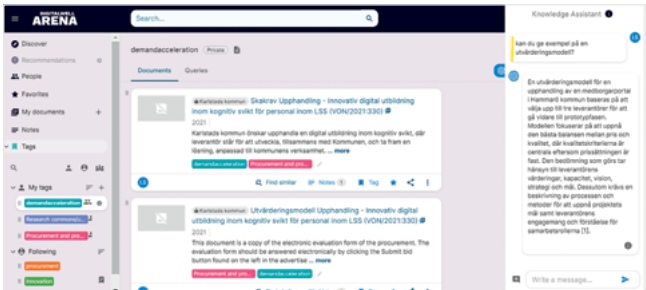 DIGITALWELL
ARENA
Search...
Knowledge Assistant
Discover
Recommendations
People
Favorites
My documents
Notes
Tags
My tags
demandacceleration
Research commonalu...
Procurement and pro...
Following
procurement
innovation
demandacceleration Private
Documents Queries
Karlstads kommun Skakrav Upphandling - Innovativ digital utbildning
inom kognitiv svikt för personal inom LSS (VON/2021:330)
2021
Karlstads kommun önskar upphandla en digital utbildning inom kognitiv svikt, där
leverantör står för att utveckla, tillsammans med Kommunen, och ta fram en
lösning, anpassad till kommunens verksamhet, ... more
demandacceleration Procurement and pro...
LS
Find similar Notes 1 Tag
Karlstads kommun Utvärderingsmodell Upphandling - Innovativ digital
utbildning inom kognitiv svikt för personal inom LSS (VON/2021:330)
2021
This document is a copy of the electronic evaluation form of the procurement. The
evaluation form should be answered electronically by clicking the Submit bid
button found on the left in the advertise ... more
Procurement and pro... demandacceleration
kan du ge exempel på en
utvärderingsmodell?
LS
En utvärderingsmodell för en
upphandling av en medborgarportal
i Hammarö kommun baseras på att
välja upp till tre leverantörer för att
gå vidare till prototypfasen.
Modellen fokuserar på att uppnå
den bästa balansen mellan pris och
kvalitet, där kvalitetskriterierna är
centrala eftersom prissättningen är
fast. Den bedömning som görs tar
hänsyn till leverantörens
värderingar, kapacitet, vision,
strategi och mål. Dessutom krävs en
beskrivning av processen och
metoder för att uppnå projektets
mål samt leverantörens
engagemang och förståelse för
samarbetsrollerna [1].
Write a message...